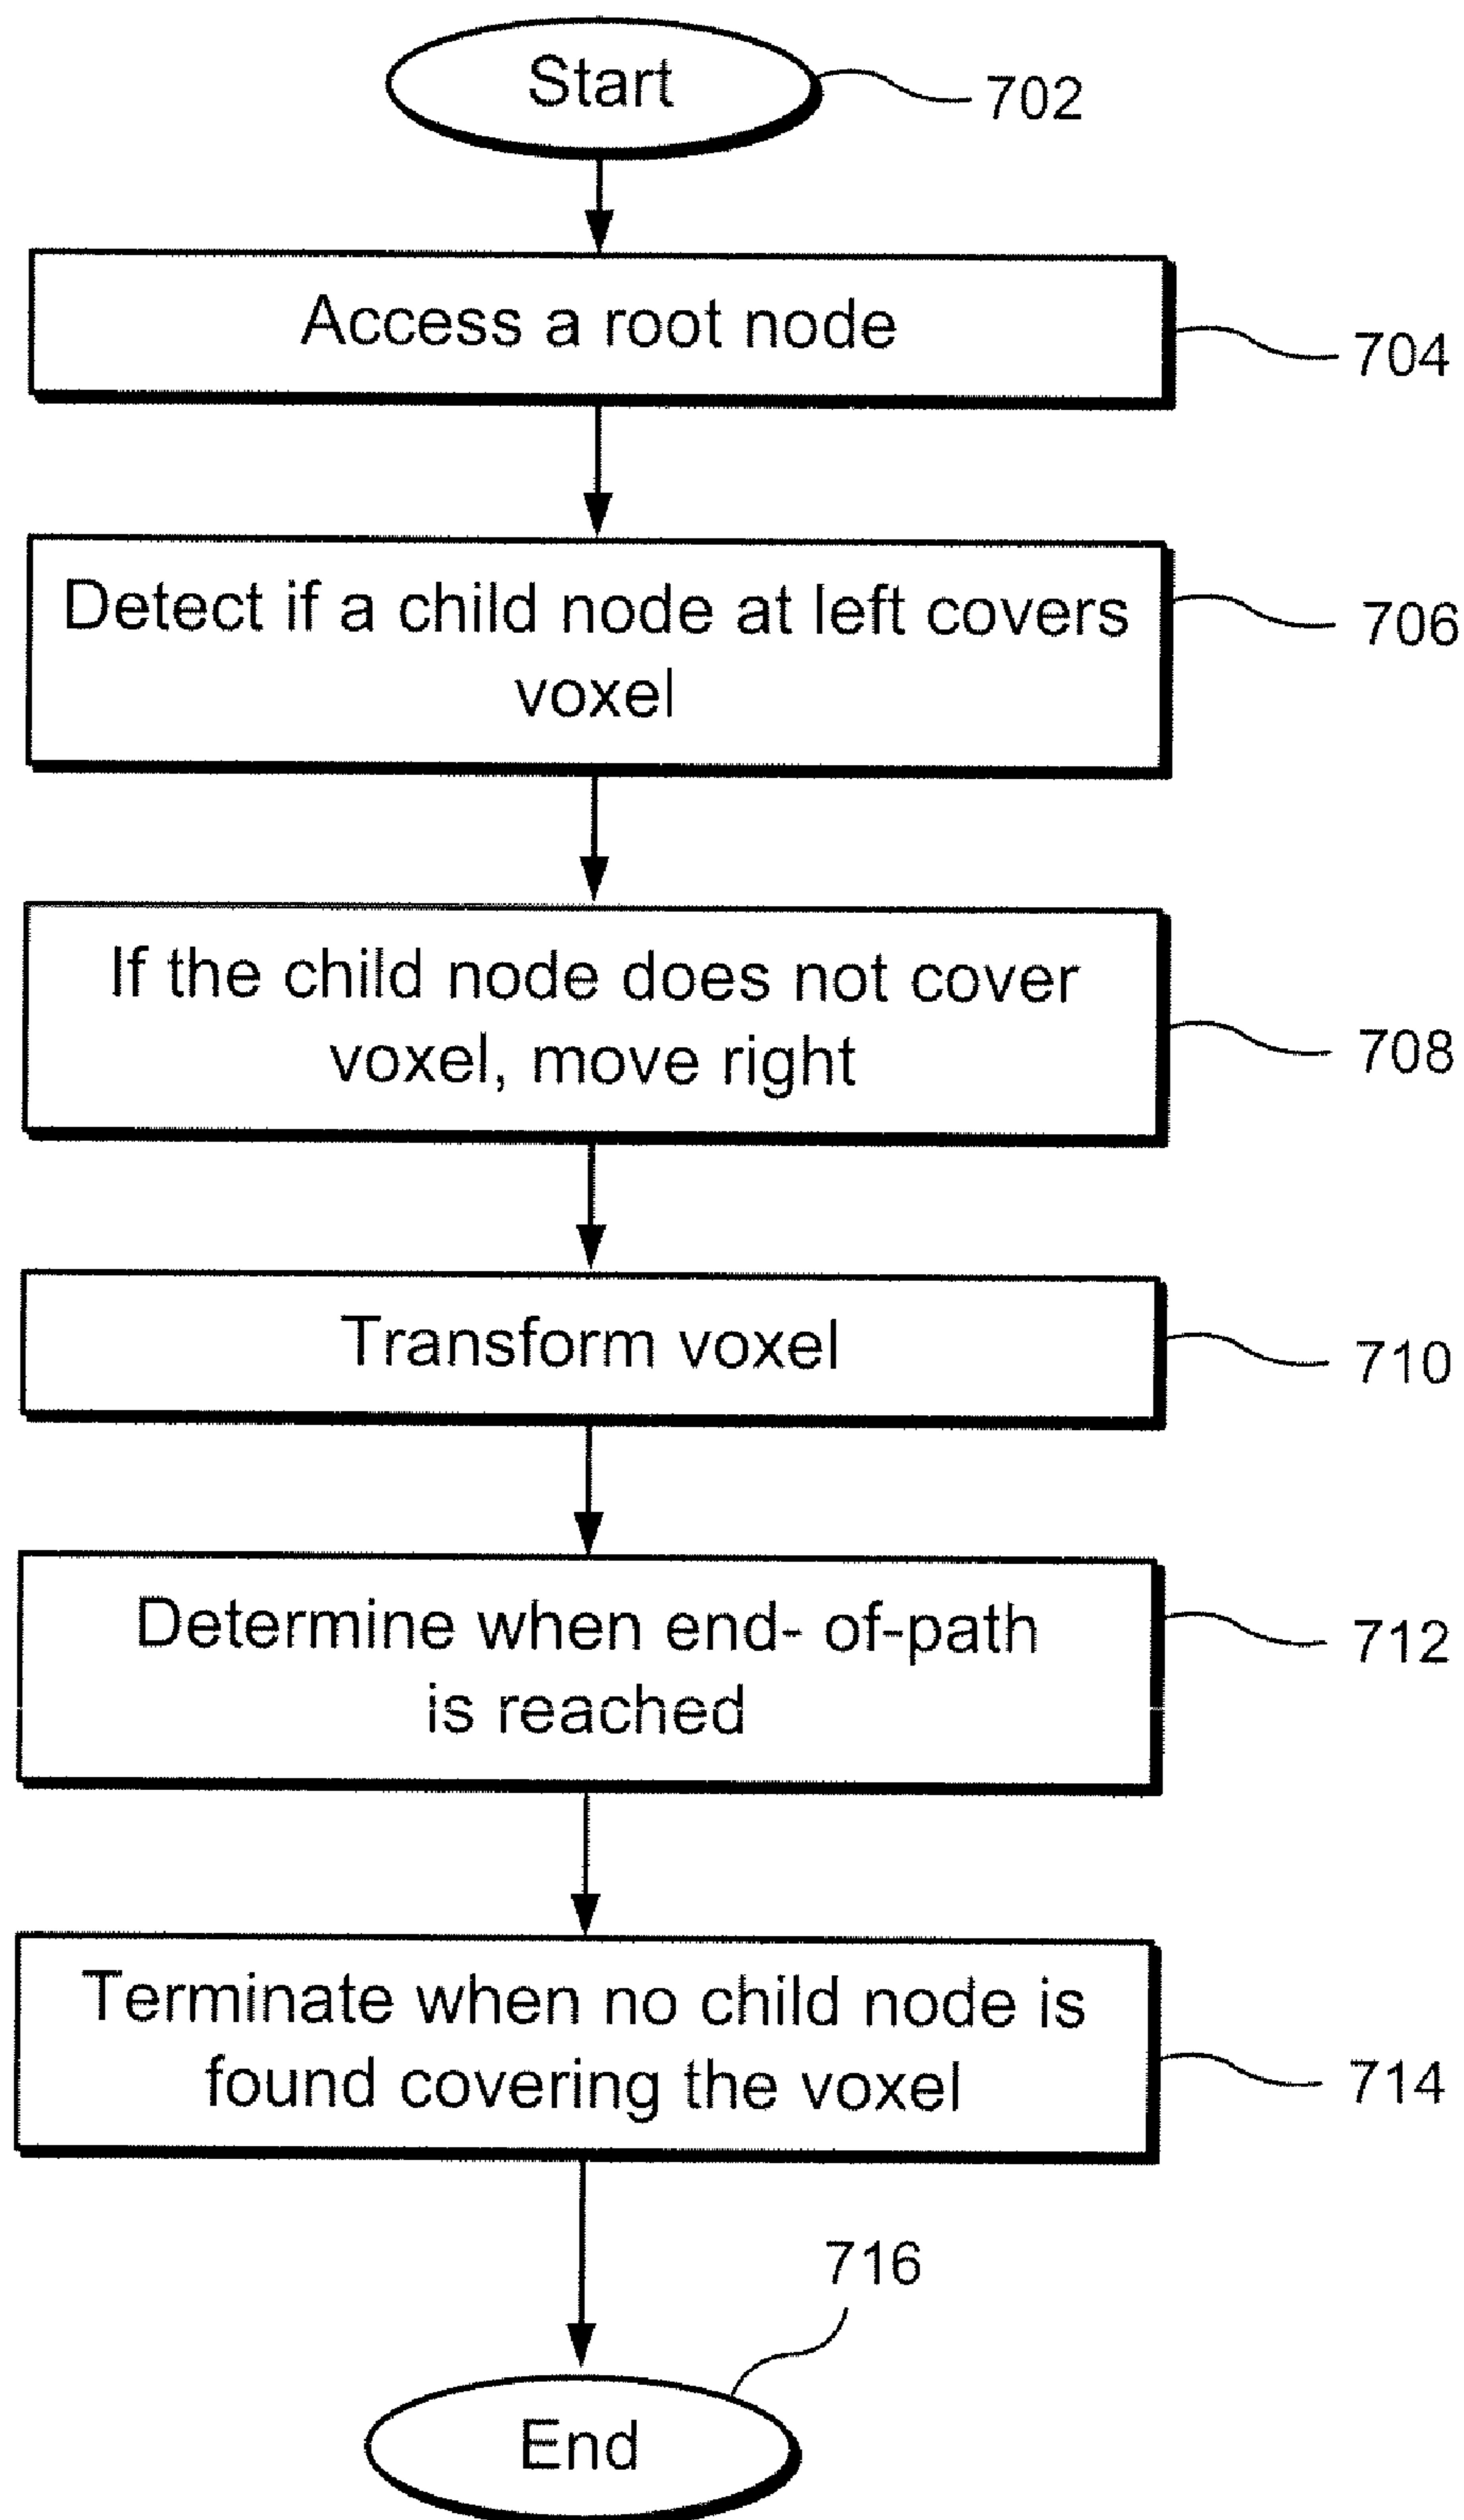 Start
702
Access a root node
704
Detect if a child node at left covers
voxel
706
If the child node does not cover
voxel, move right
708
Transform voxel
710
Determine when end- of-path
is reached
712
Terminate when no child node is
found covering the voxel
714
716
End